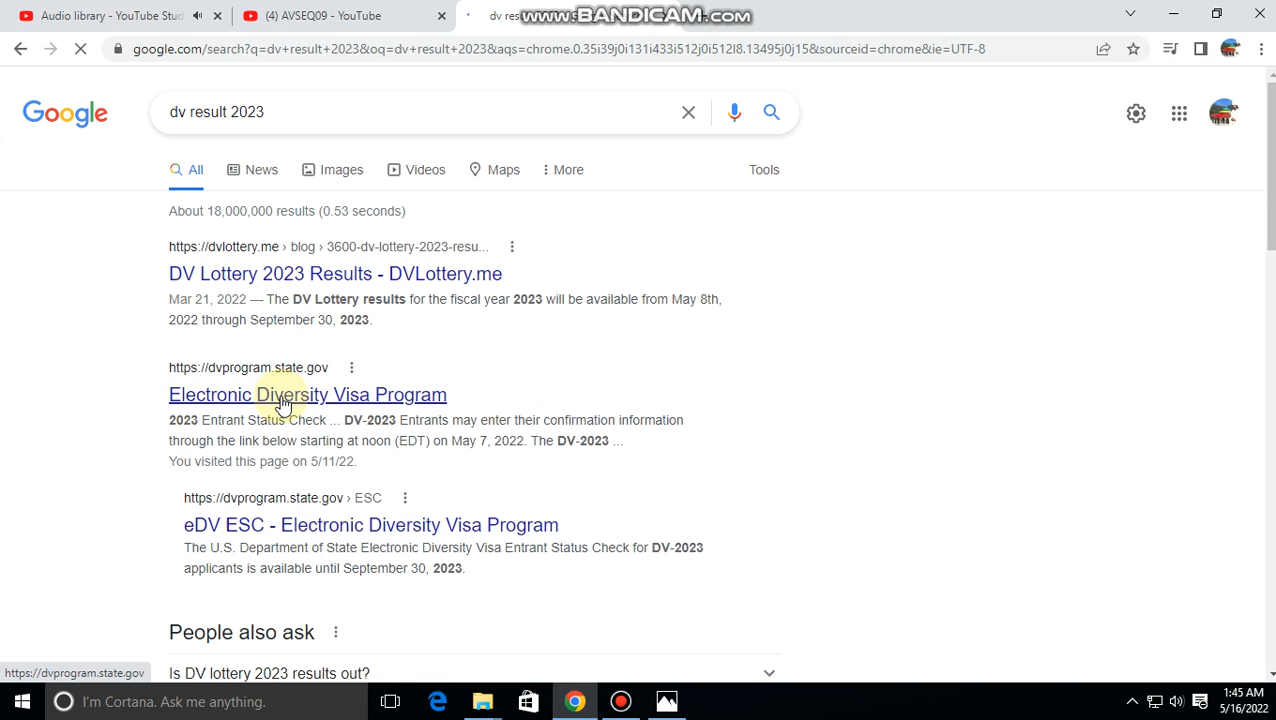 www.BANDICAM.com
Audio library - YouTube Stud
(4) AVSEQ09 - YouTube
dv res
google.com/search?q=dv+result+2023&oq=dv+result+2023&aqs=chrome.0.35i39j0i131i433i512j0i512l8.13495j0j15&sourceid=chrome&ie=UTF-8
Google
dv result 2023
All News Images Videos Maps More Tools
About 18,000,000 results (0.53 seconds)
https://dvlottery.me › blog › 3600-dv-lottery-2023-resu...
DV Lottery 2023 Results - DVLottery.me
Mar 21, 2022 — The DV Lottery results for the fiscal year 2023 will be available from May 8th,
2022 through September 30, 2023.
https://dvprogram.state.gov
Electronic Diversity Visa Program
2023 Entrant Status Check ... DV-2023 Entrants may enter their confirmation information
through the link below starting at noon (EDT) on May 7, 2022. The DV-2023 ...
You visited this page on 5/11/22.
https://dvprogram.state.gov › ESC
eDV ESC - Electronic Diversity Visa Program
The U.S. Department of State Electronic Diversity Visa Entrant Status Check for DV-2023
applicants is available until September 30, 2023.
People also ask
Is DV lottery 2023 results out?
https://dvprogram.state.gov
I'm Cortana. Ask me anything.
1:45 AM
5/16/2022